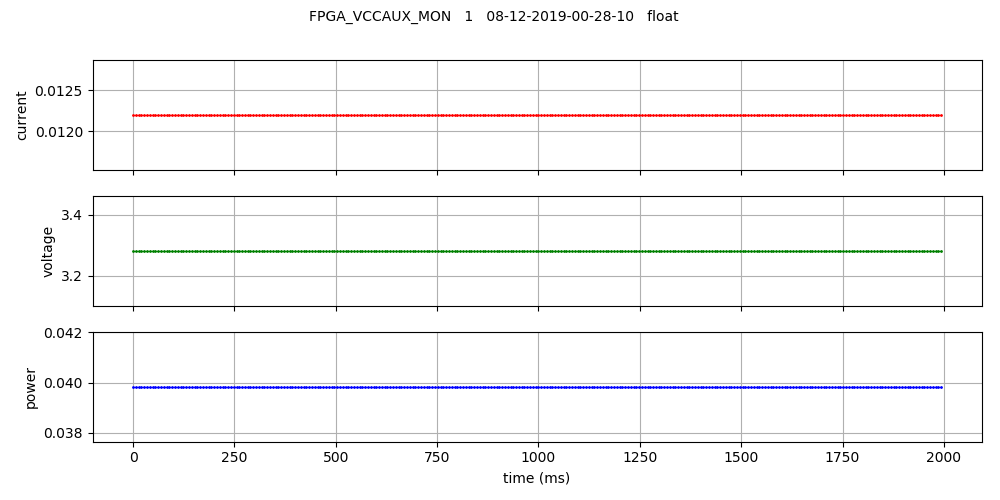 FPGA_VCCAUX_MON 1 08-12-2019-00-28-10 float
0.0125
0.0120
current
3.4
3.2
voltage
0.042
0.040
0.038
power
0 250 500 750 1000 1250 1500 1750 2000
time (ms)